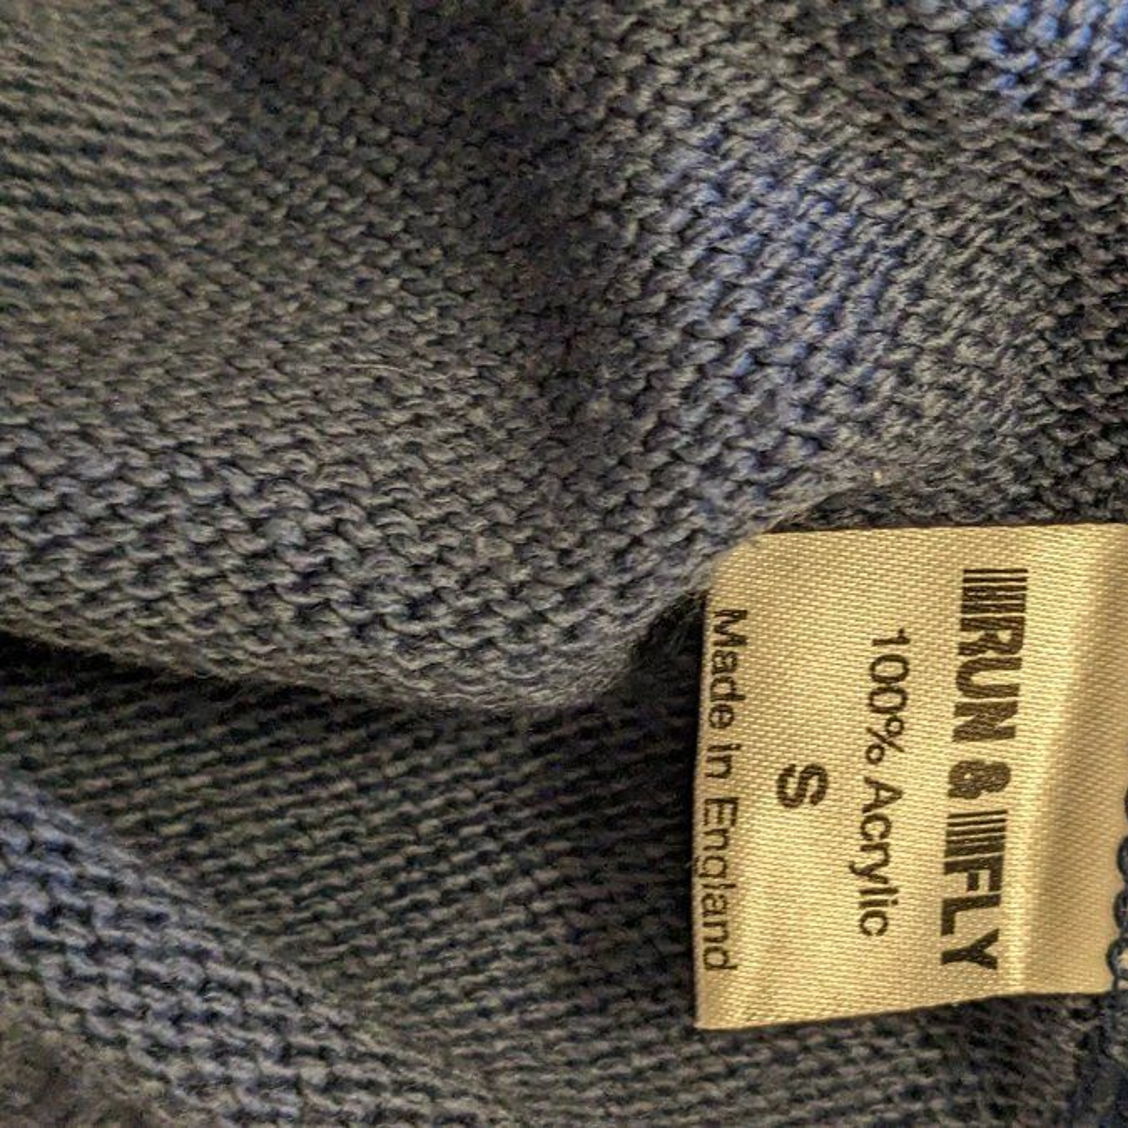 RUN & FLY
100% Acrylic
S
Made in England